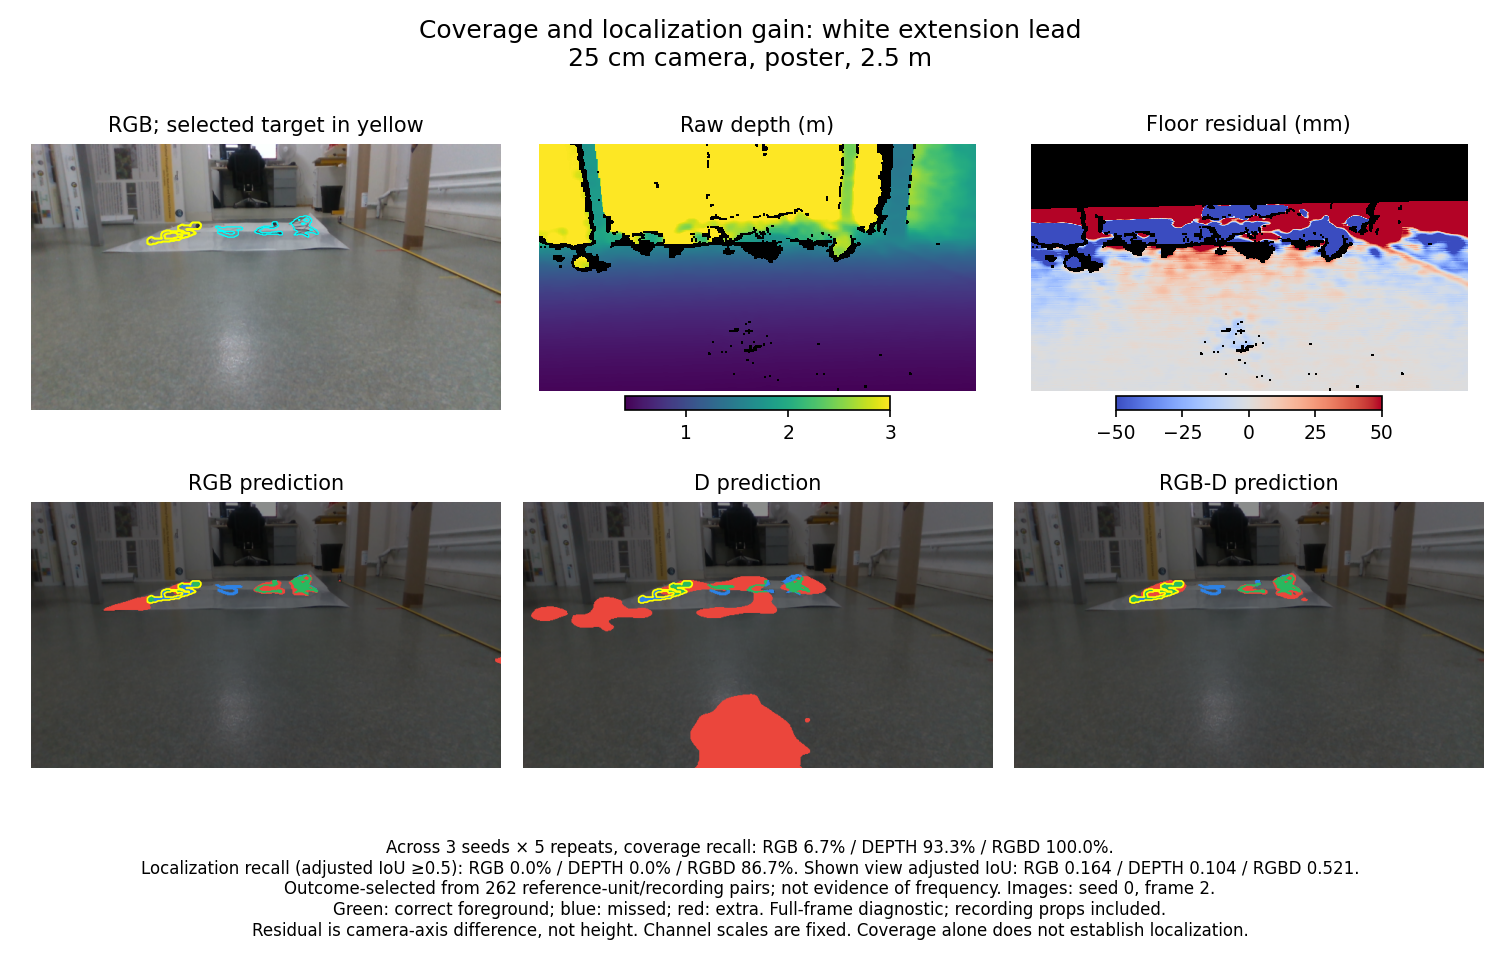 Coverage and localization gain: white extension lead
25 cm camera, poster, 2.5 m
RGB; selected target in yellow
Raw depth (m)
Floor residual (mm)
1 2 3
−50 −25 0 25 50
RGB prediction
D prediction
RGB-D prediction
Across 3 seeds × 5 repeats, coverage recall: RGB 6.7% / DEPTH 93.3% / RGBD 100.0%.
Localization recall (adjusted IoU ≥0.5): RGB 0.0% / DEPTH 0.0% / RGBD 86.7%. Shown view adjusted IoU: RGB 0.164 / DEPTH 0.104 / RGBD 0.521.
Outcome-selected from 262 reference-unit/recording pairs; not evidence of frequency. Images: seed 0, frame 2.
Green: correct foreground; blue: missed; red: extra. Full-frame diagnostic; recording props included.
Residual is camera-axis difference, not height. Channel scales are fixed. Coverage alone does not establish localization.